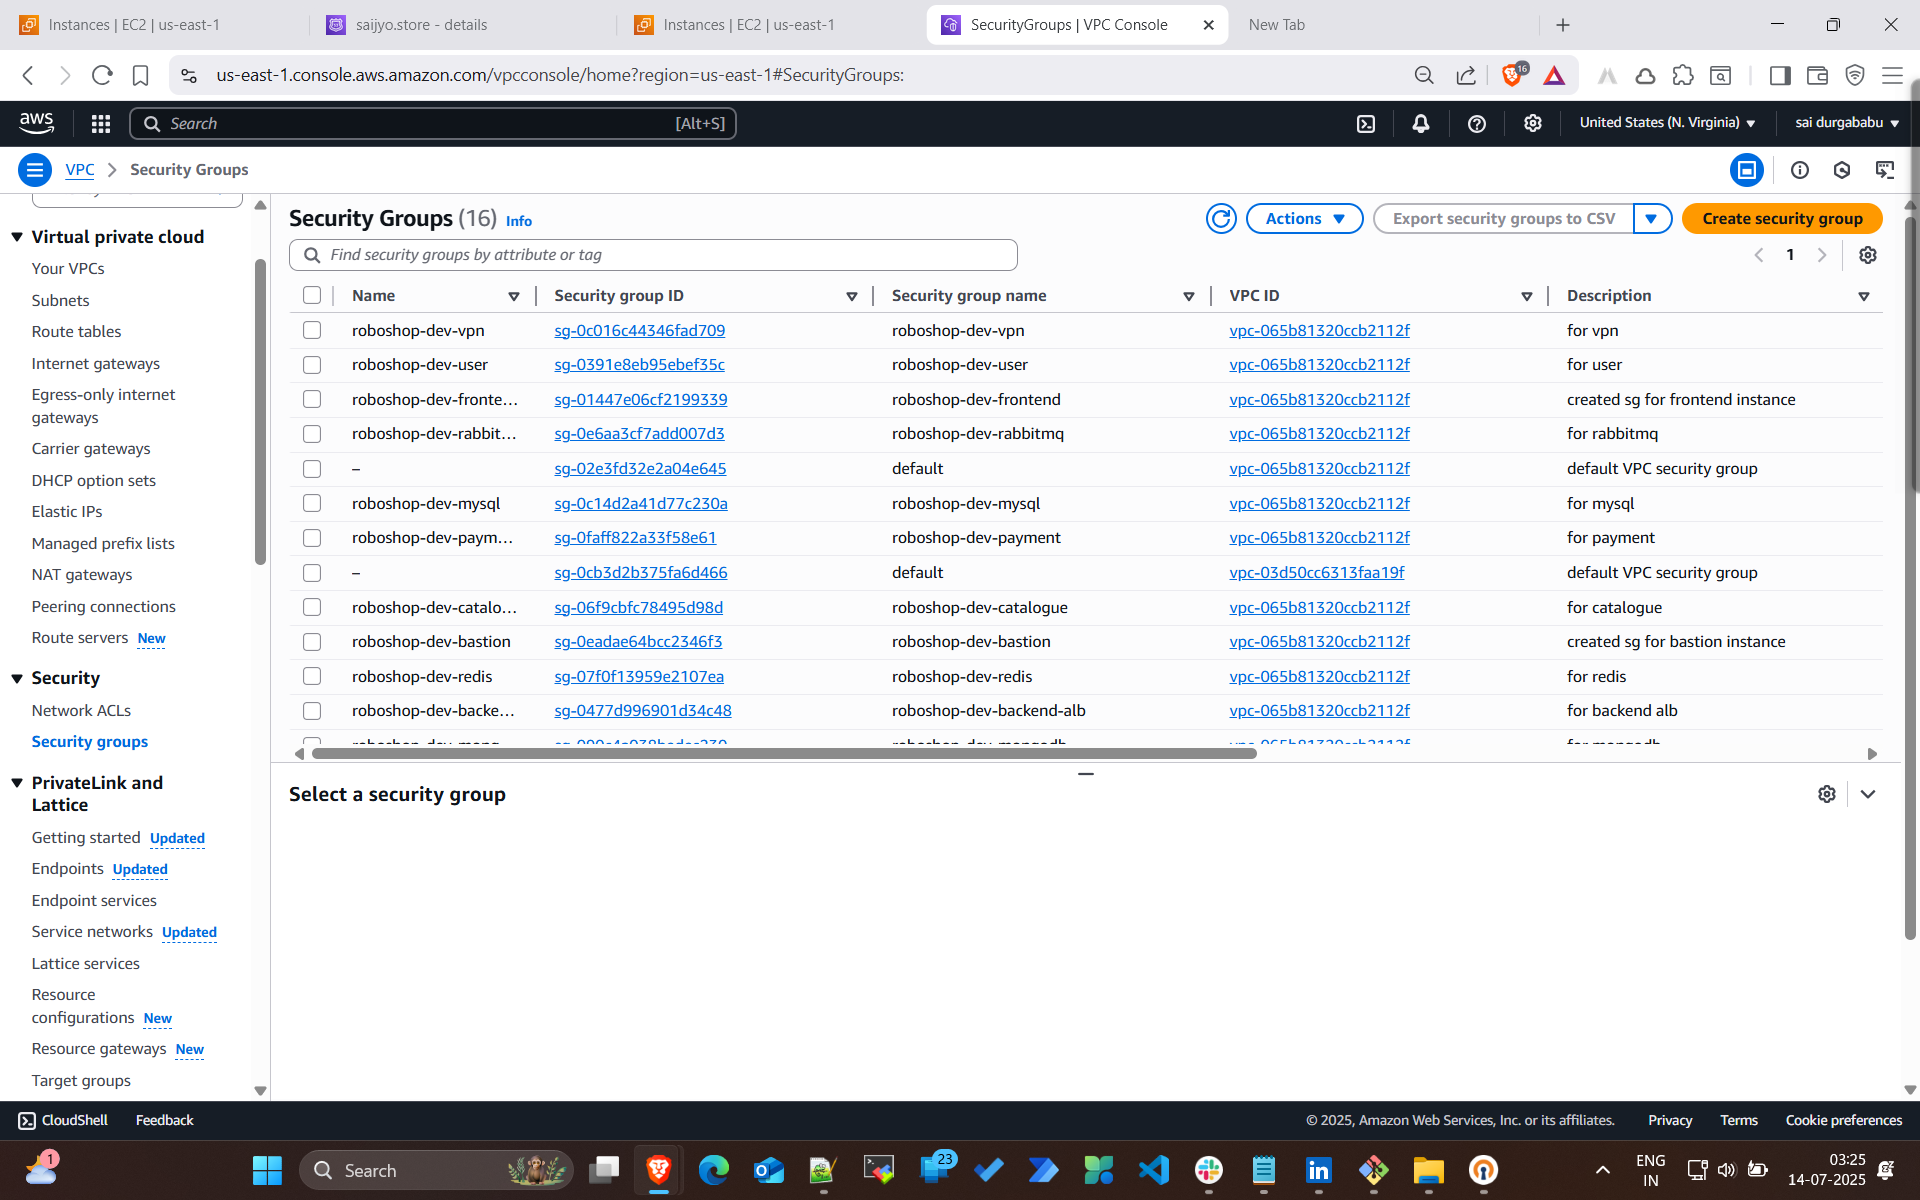 Instances | EC2 | us-east-1
saijyo.store - details
Instances | EC2 | us-east-1
SecurityGroups | VPC Console
New Tab
us-east-1.console.aws.amazon.com/vpcconsole/home?region=us-east-1#SecurityGroups:
16
aws
Search
[Alt+S]
United States (N. Virginia)
sai durgababu
VPC
Security Groups
Virtual private cloud
Your VPCs
Subnets
Route tables
Internet gateways
Egress-only internet
gateways
Carrier gateways
DHCP option sets
Elastic IPs
Managed prefix lists
NAT gateways
Peering connections
Route servers New
Security
Network ACLs
Security groups
PrivateLink and
Lattice
Getting started Updated
Endpoints Updated
Endpoint services
Service networks Updated
Lattice services
Resource
configurations New
Resource gateways New
Target groups
Security Groups (16) Info
Actions
Export security groups to CSV
Create security group
Find security groups by attribute or tag
1
Name Security group ID Security group name VPC ID Description
roboshop-dev-vpn sg-0c016c44346fad709 roboshop-dev-vpn vpc-065b81320ccb2112f for vpn
roboshop-dev-user sg-0391e8eb95ebef35c roboshop-dev-user vpc-065b81320ccb2112f for user
roboshop-dev-fronte... sg-01447e06cf2199339 roboshop-dev-frontend vpc-065b81320ccb2112f created sg for frontend instance
roboshop-dev-rabbit... sg-0e6aa3cf7add007d3 roboshop-dev-rabbitmq vpc-065b81320ccb2112f for rabbitmq
– sg-02e3fd32e2a04e645 default vpc-065b81320ccb2112f default VPC security group
roboshop-dev-mysql sg-0c14d2a41d77c230a roboshop-dev-mysql vpc-065b81320ccb2112f for mysql
roboshop-dev-paym... sg-0faff822a33f58e61 roboshop-dev-payment vpc-065b81320ccb2112f for payment
– sg-0cb3d2b375fa6d466 default vpc-03d50cc6313faa19f default VPC security group
roboshop-dev-catalo... sg-06f9cbfc78495d98d roboshop-dev-catalogue vpc-065b81320ccb2112f for catalogue
roboshop-dev-bastion sg-0eadae64bcc2346f3 roboshop-dev-bastion vpc-065b81320ccb2112f created sg for bastion instance
roboshop-dev-redis sg-07f0f13959e2107ea roboshop-dev-redis vpc-065b81320ccb2112f for redis
roboshop-dev-backe... sg-0477d996901d34c48 roboshop-dev-backend-alb vpc-065b81320ccb2112f for backend alb
Select a security group
CloudShell
Feedback
© 2025, Amazon Web Services, Inc. or its affiliates.
Privacy
Terms
Cookie preferences
1
Search
23
ENG
IN
03:25
14-07-2025